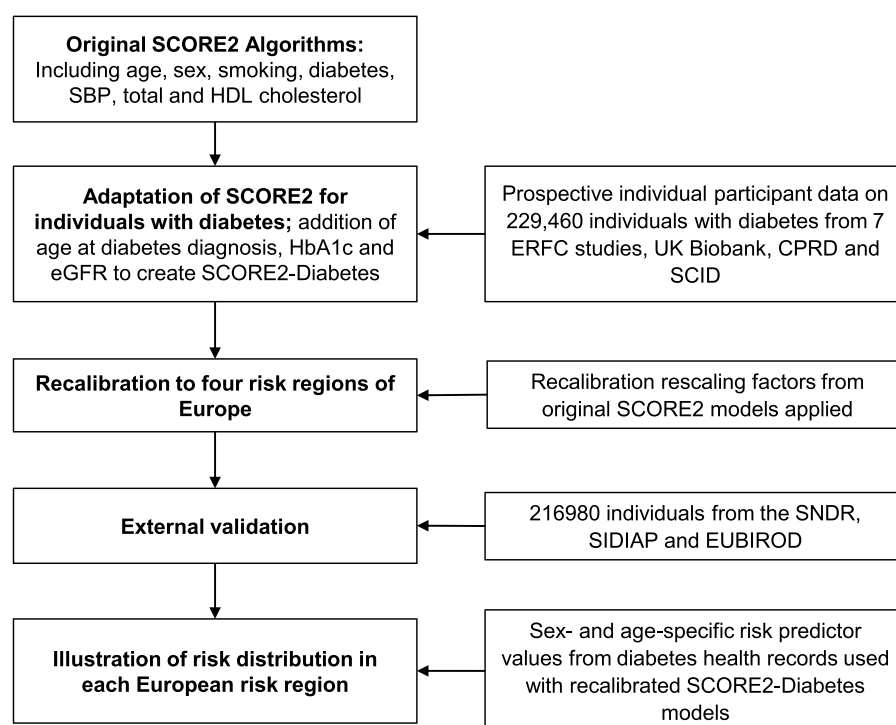 Original SCORE2 Algorithms:
Including age, sex, smoking, diabetes,
SBP, total and HDL cholesterol
Adaptation of SCORE2 for
individuals with diabetes; addition of
age at diabetes diagnosis, HbA1c and
eGFR to create SCORE2-Diabetes
Prospective individual participant data on
229,460 individuals with diabetes from 7
ERFC studies, UK Biobank, CPRD and
SCID
Recalibration to four risk regions of
Europe
Recalibration rescaling factors from
original SCORE2 models applied
External validation
216980 individuals from the SNDR,
SIDIAP and EUBIROD
Illustration of risk distribution in
each European risk region
Sex- and age-specific risk predictor
values from diabetes health records used
with recalibrated SCORE2-Diabetes
models